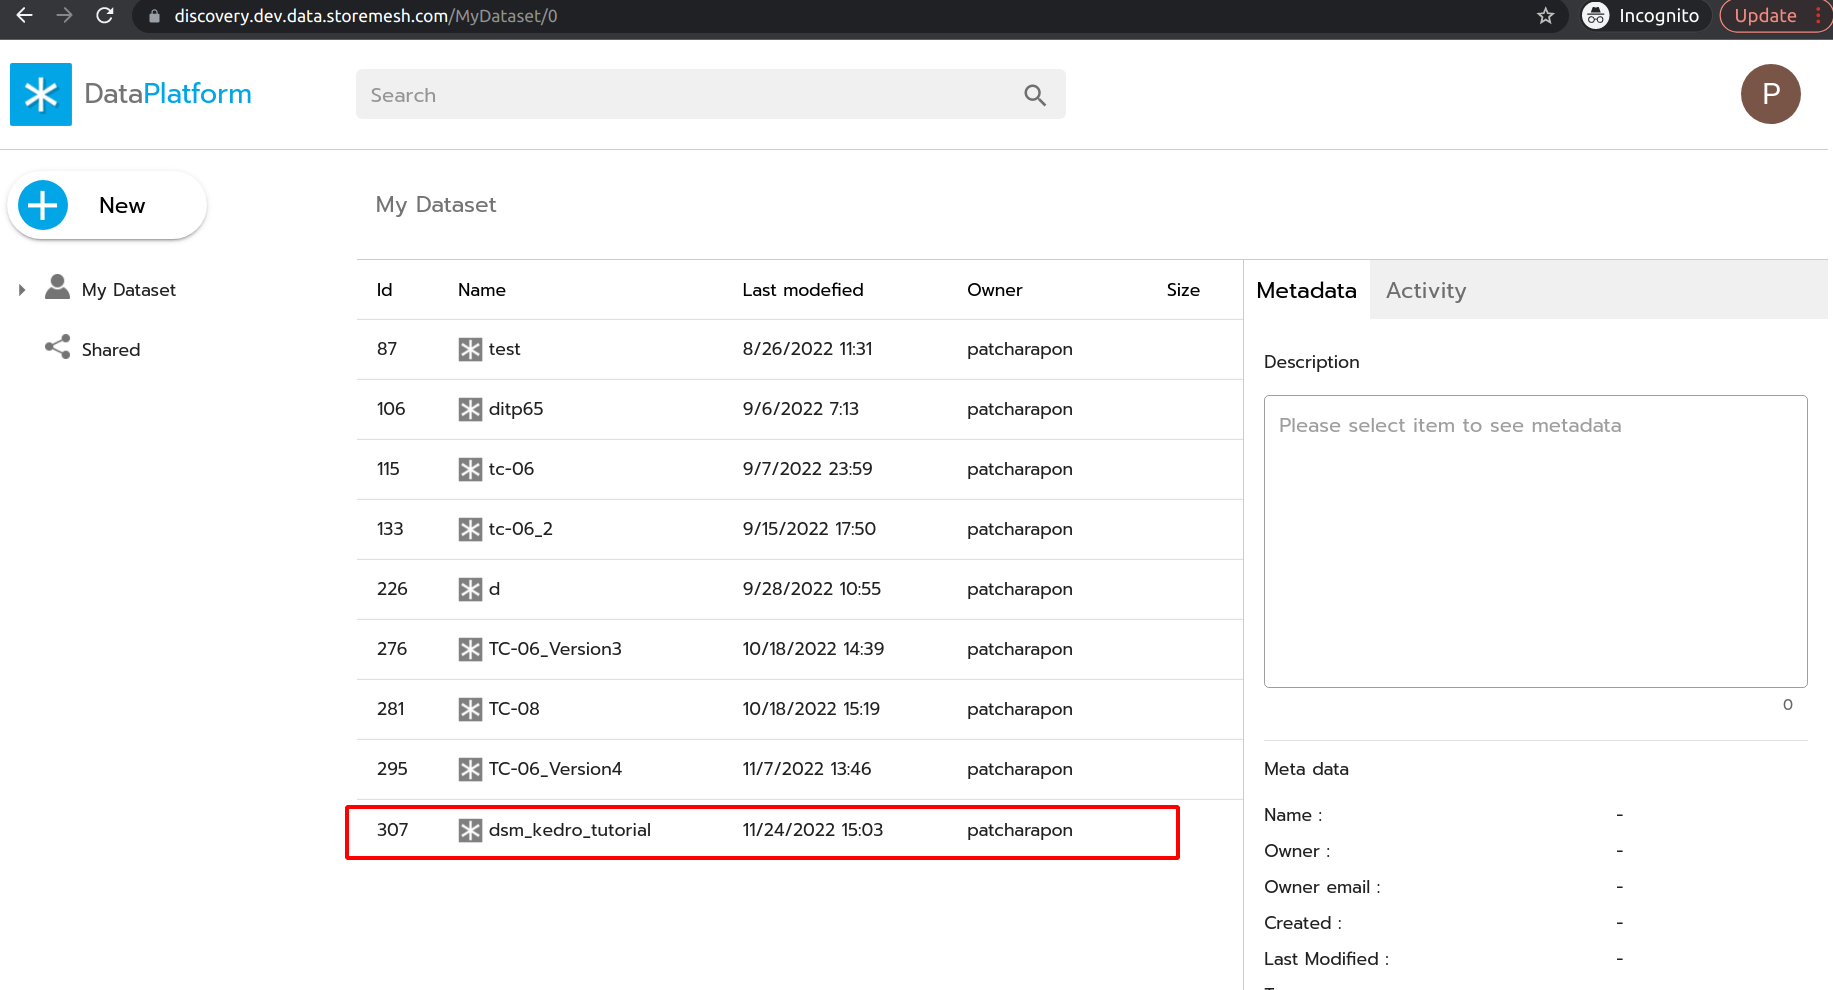 discovery.dev.data.storemesh.com/MyDataset/0
Incognito
Update
DataPlatform
Search
P
New
My Dataset
My Dataset
Shared
Id Name Last modefied Owner Size
87 test 8/26/2022 11:31 patcharapon
106 ditp65 9/6/2022 7:13 patcharapon
115 tc-06 9/7/2022 23:59 patcharapon
133 tc-06_2 9/15/2022 17:50 patcharapon
226 d 9/28/2022 10:55 patcharapon
276 TC-06_Version3 10/18/2022 14:39 patcharapon
281 TC-08 10/18/2022 15:19 patcharapon
295 TC-06_Version4 11/7/2022 13:46 patcharapon
307 dsm_kedro_tutorial 11/24/2022 15:03 patcharapon
Metadata Activity
Description
Please select item to see metadata
0
Meta data
Name : -
Owner : -
Owner email : -
Created : -
Last Modified : -